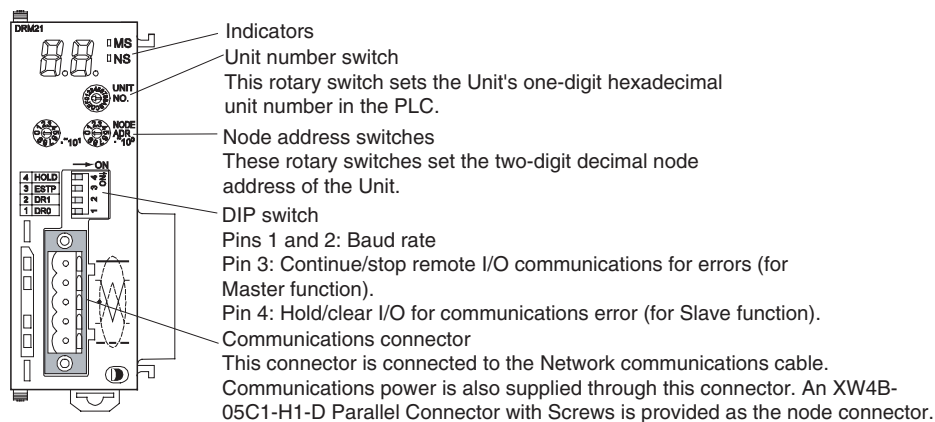 DRM21
MS
NS
UNIT
NO.
NODE
ADR
ON
4 HOLD
3 ESTP
2 DR1
1 DR0
1 2 3 4
Indicators
Unit number switch
This rotary switch sets the Unit's one-digit hexadecimal
unit number in the PLC.
Node address switches
These rotary switches set the two-digit decimal node
address of the Unit.
DIP switch
Pins 1 and 2: Baud rate
Pin 3: Continue/stop remote I/O communications for errors (for
Master function).
Pin 4: Hold/clear I/O for communications error (for Slave function).
Communications connector
This connector is connected to the Network communications cable.
Communications power is also supplied through this connector. An XW4B-
05C1-H1-D Parallel Connector with Screws is provided as the node connector.